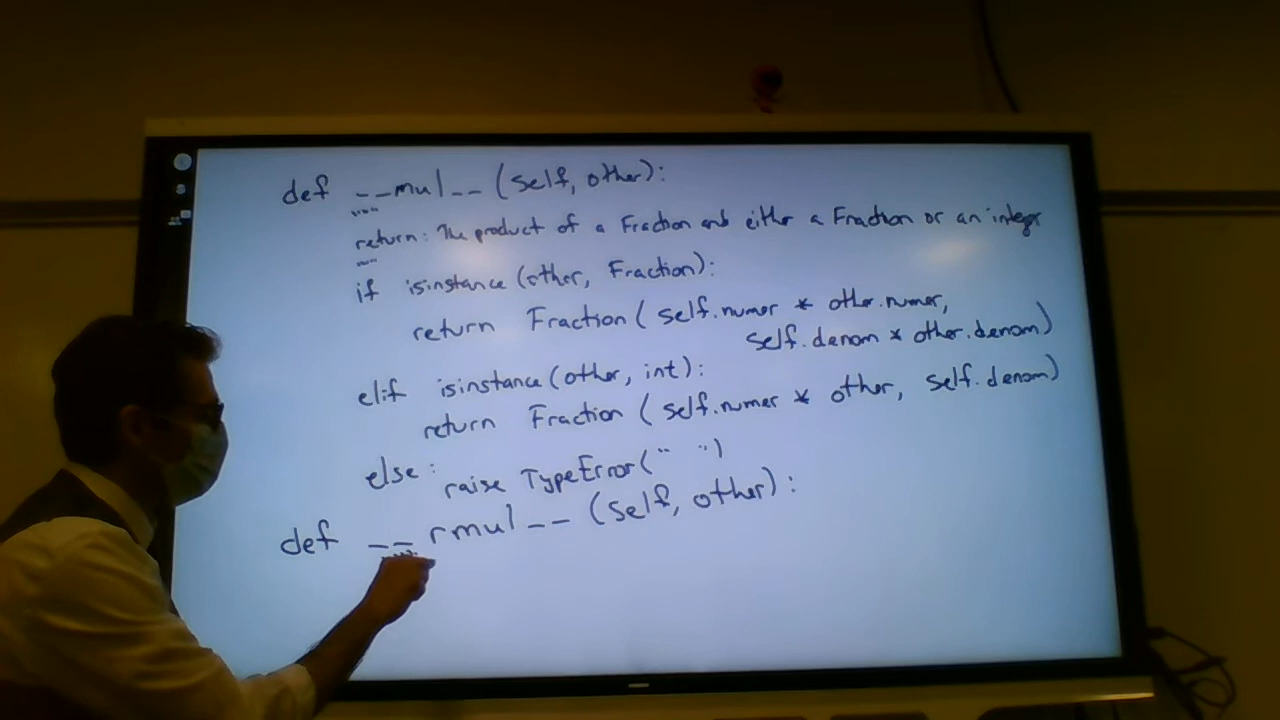 def __mul__ (self, other):
"""
return: The product of a Fraction and either a Fraction or an integer
"""
if isinstance (other, Fraction):
return Fraction ( self.numer * other.numer,
self.denom * other.denom)
elif isinstance (other, int):
return Fraction ( self.numer * other, self.denom)
else:
raise TypeError(" ")
def __rmul__ (self, other):
"""